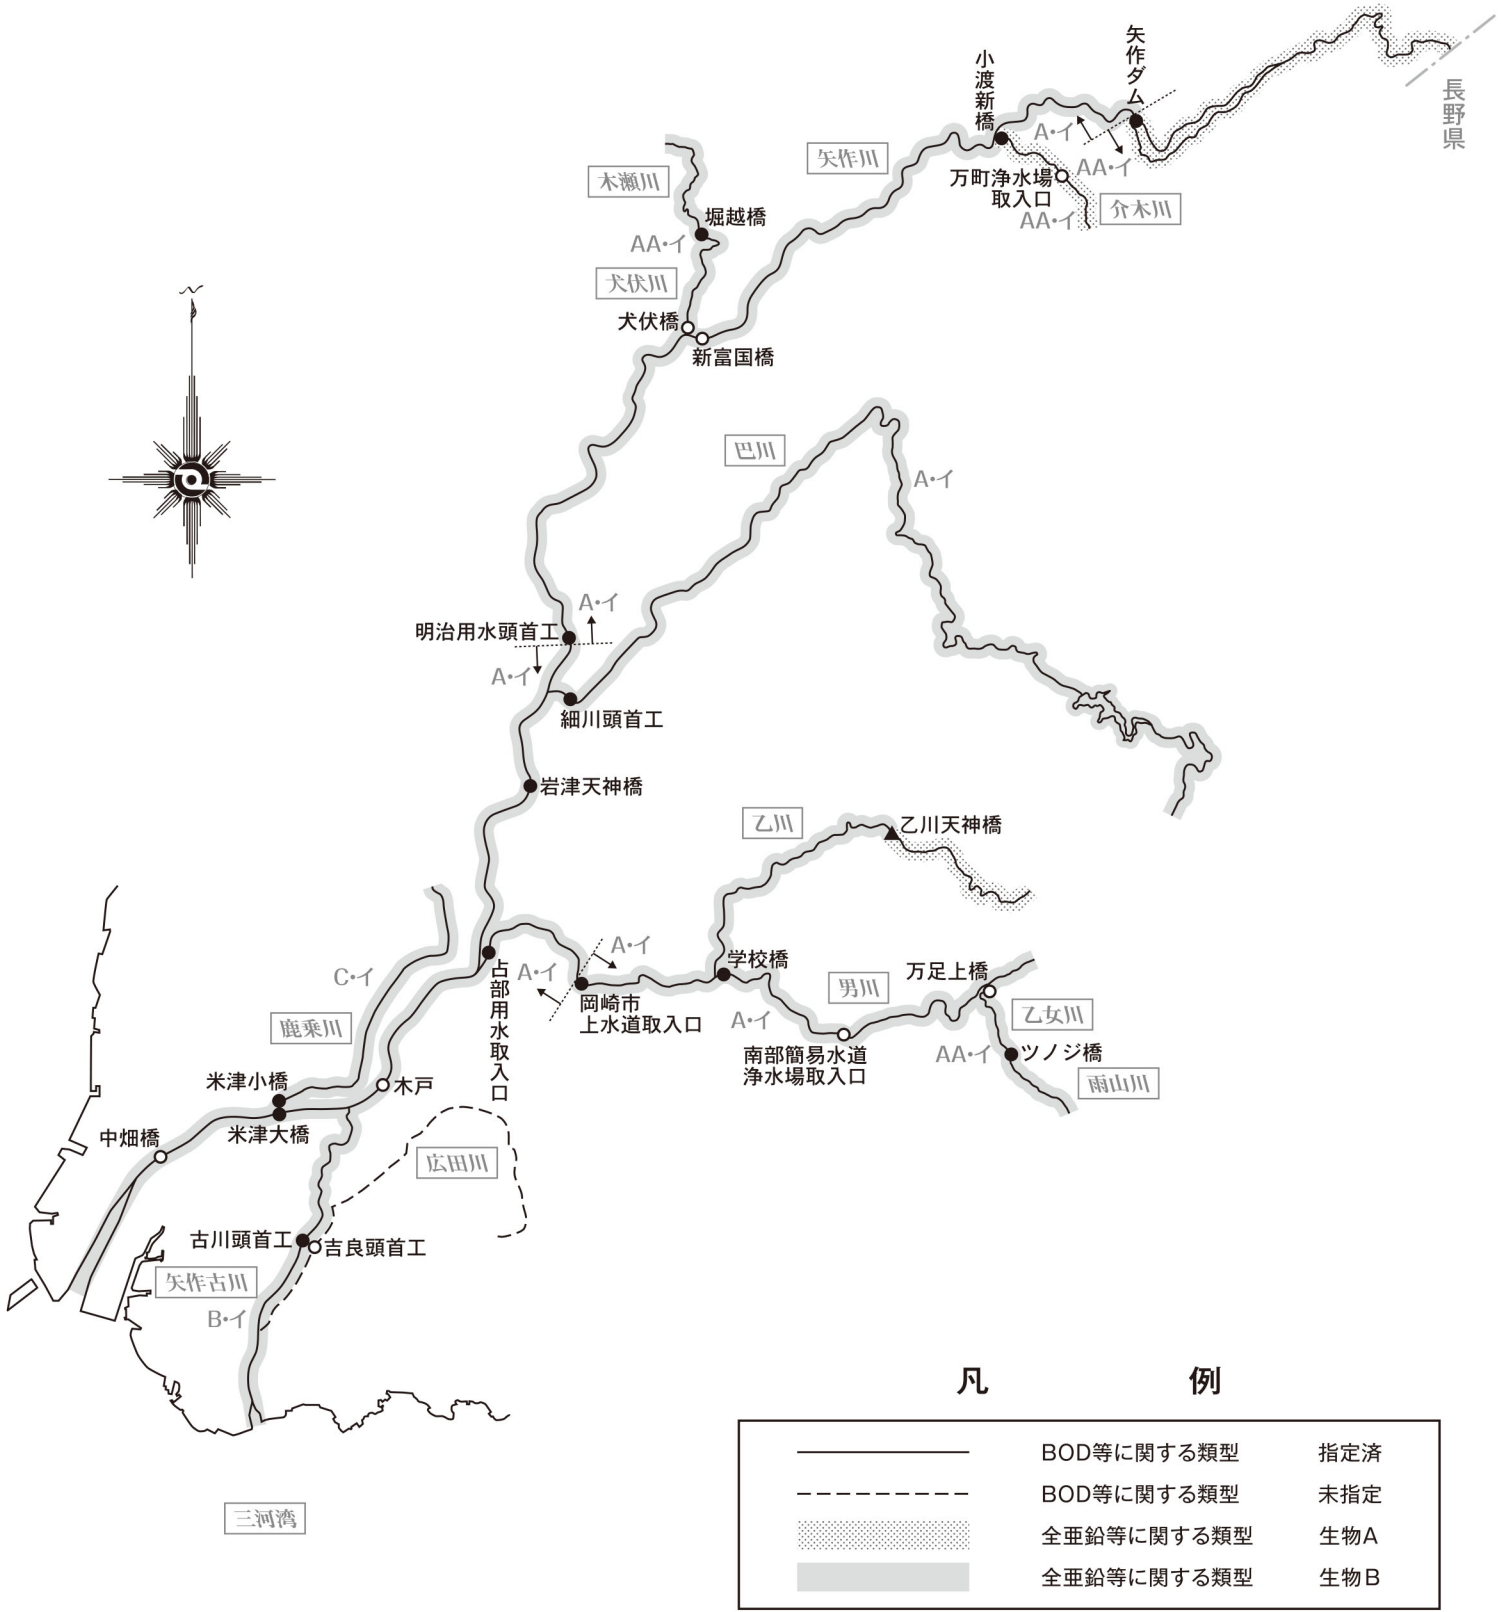 矢作ダム
小渡新橋
長野県
A・イ
矢作川
AA・イ
木瀬川
万町浄水場
取入口
介木川
堀越橋
AA・イ
AA・イ
犬伏川
犬伏橋
新富国橋
巴川
A・イ
A・イ
明治用水頭首工
A・イ
細川頭首工
岩津天神橋
乙川
乙川天神橋
A・イ
学校橋
C・イ
A・イ
占部用水取入口
万足上橋
男川
岡崎市
上水道取入口
A・イ
乙女川
鹿乗川
南部簡易水道
浄水場取入口
AA・イ
ツノジ橋
米津小橋
木戸
雨山川
中畑橋
米津大橋
広田川
古川頭首工
吉良頭首工
矢作古川
B・イ
凡例
BOD等に関する類型 指定済
BOD等に関する類型 未指定
全亜鉛等に関する類型 生物A
三河湾
全亜鉛等に関する類型 生物B